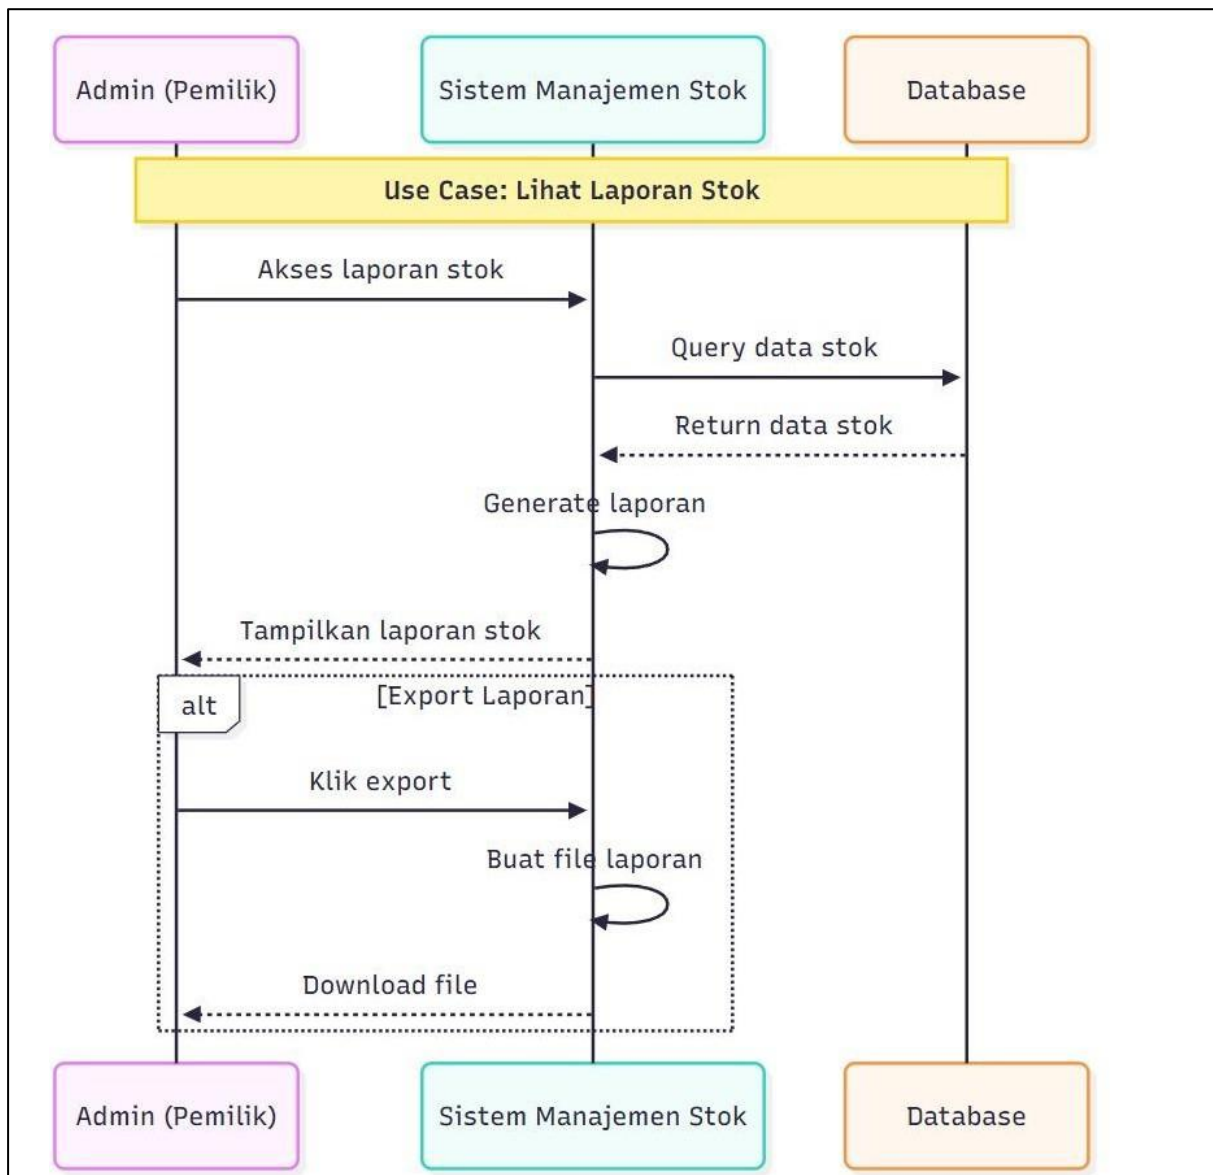 Admin (Pemilik)
Sistem Manajemen Stok
Database
Use Case: Lihat Laporan Stok
Akses laporan stok
Query data stok
Return data stok
Generate laporan
Tampilkan laporan stok
alt
[Export Laporan]
Klik export
Buat file laporan
Download file
Admin (Pemilik)
Sistem Manajemen Stok
Database